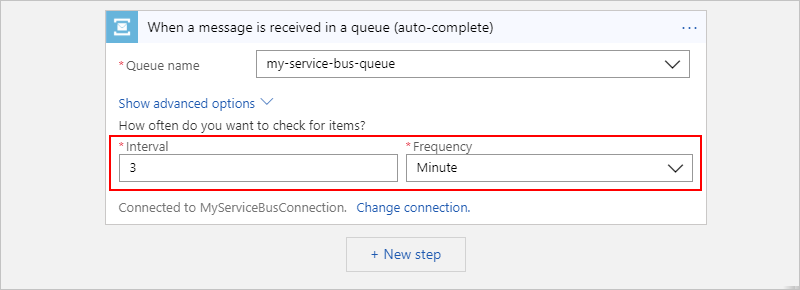 When a message is received in a queue (auto-complete) ...
* Queue name
my-service-bus-queue
Show advanced options
How often do you want to check for items?
* Interval * Frequency
3 Minute
Connected to MyServiceBusConnection. Change connection.
+ New step